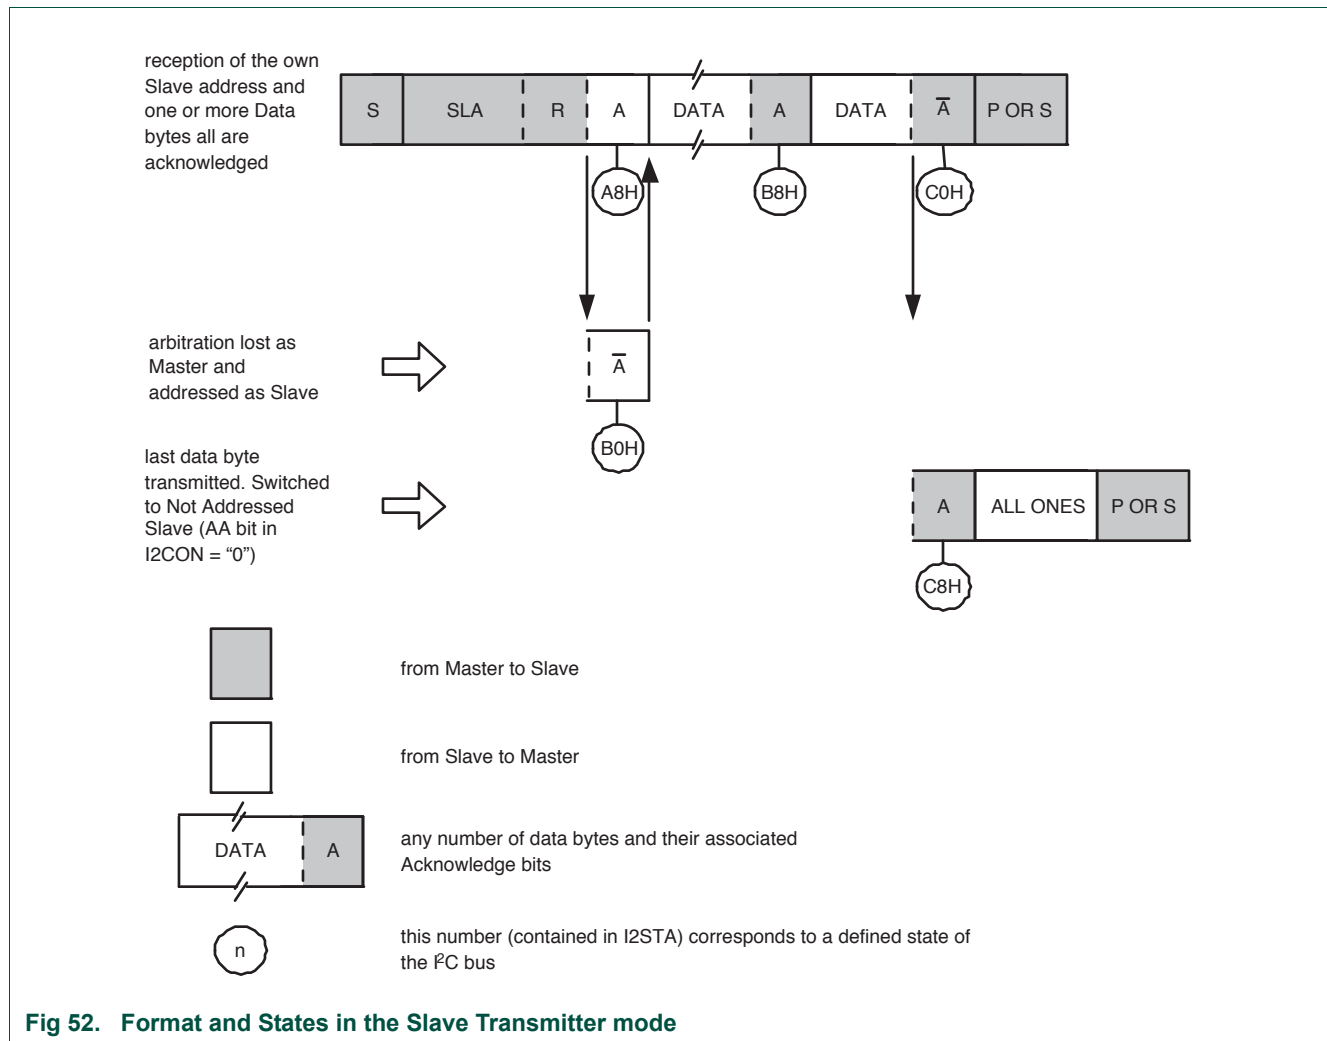 reception of the own
Slave address and
one or more Data
bytes all are
acknowledged
S SLA R A DATA A DATA A̅ P OR S
A8H B8H C0H
arbitration lost as
Master and
addressed as Slave
A̅
B0H
last data byte
transmitted. Switched
to Not Addressed
Slave (AA bit in
I2CON = “0”)
A ALL ONES P OR S
C8H
from Master to Slave
from Slave to Master
DATA A
any number of data bytes and their associated
Acknowledge bits
n
this number (contained in I2STA) corresponds to a defined state of
the I²C bus
Fig 52. Format and States in the Slave Transmitter mode